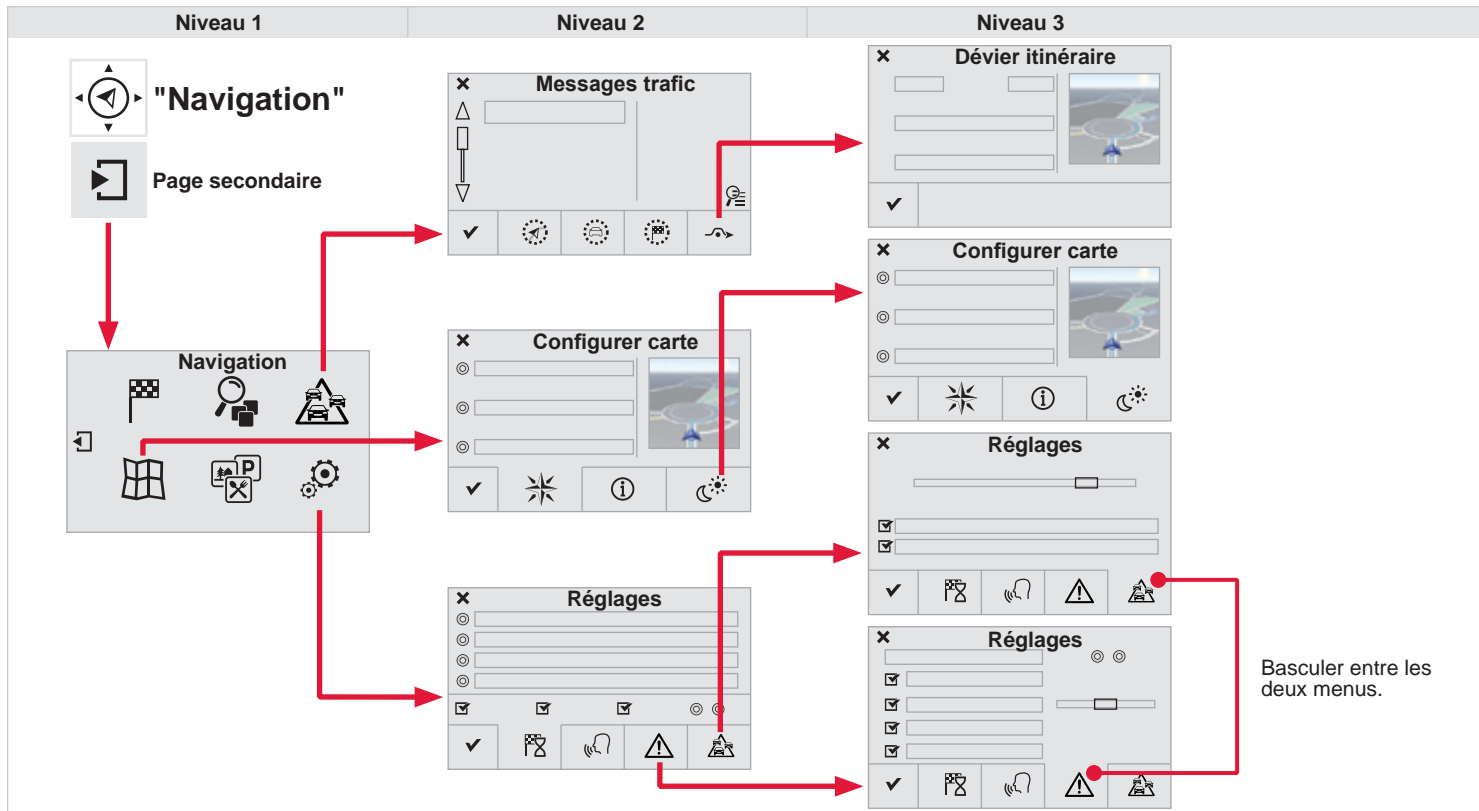 Niveau 1
Niveau 2
Niveau 3
"Navigation"
Page secondaire
Navigation
P
Messages trafic
Configurer carte
Réglages
Dévier itinéraire
Configurer carte
Réglages
Réglages
Basculer entre les
deux menus.